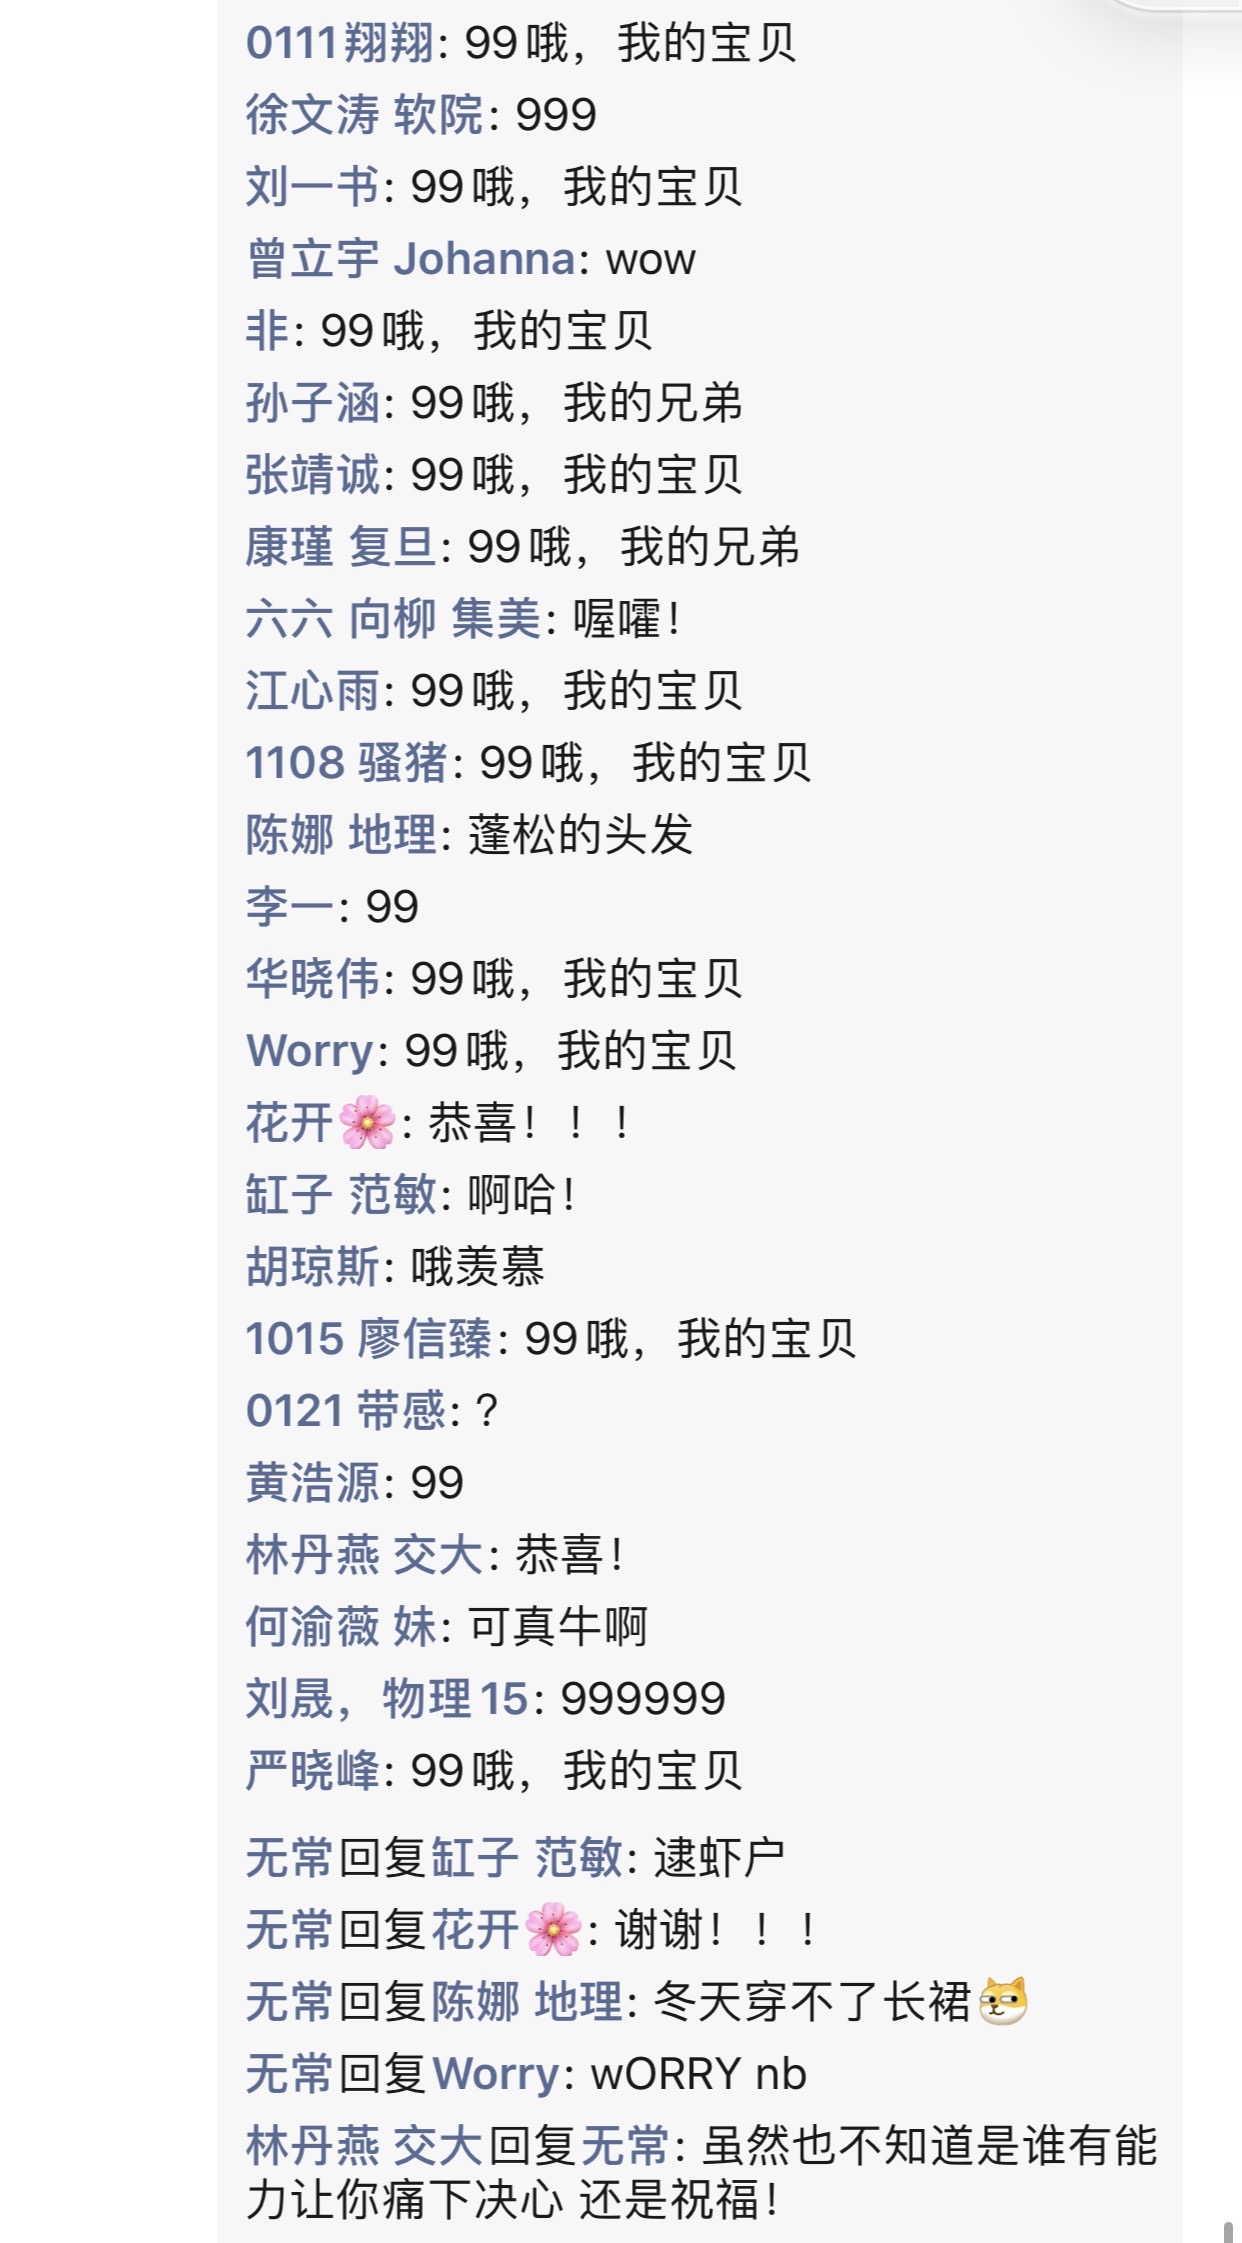 0111翔翔: 99哦，我的宝贝
徐文涛 软院: 999
刘一书: 99哦，我的宝贝
曾立宇 Johanna: wow
非: 99哦，我的宝贝
孙子涵: 99哦，我的兄弟
张靖诚: 99哦，我的宝贝
康瑾 复旦: 99哦，我的兄弟
六六 向柳 集美: 喔嚯！
江心雨: 99哦，我的宝贝
1108 骚猪: 99哦，我的宝贝
陈娜 地理: 蓬松的头发
李一: 99
华晓伟: 99哦，我的宝贝
Worry: 99哦，我的宝贝
花开🌸: 恭喜！！！
缸子 范敏: 啊哈！
胡琼斯: 哦羡慕
1015 廖信臻: 99哦，我的宝贝
0121 带感: ?
黄浩源: 99
林丹燕 交大: 恭喜！
何渝薇 妹: 可真牛啊
刘晟，物理15: 999999
严晓峰: 99哦，我的宝贝
无常回复缸子 范敏: 逮虾户
无常回复花开🌸: 谢谢！！！
无常回复陈娜 地理: 冬天穿不了长裙
无常回复Worry: wORRY nb
林丹燕 交大回复无常: 虽然也不知道是谁有能
力让你痛下决心 还是祝福！